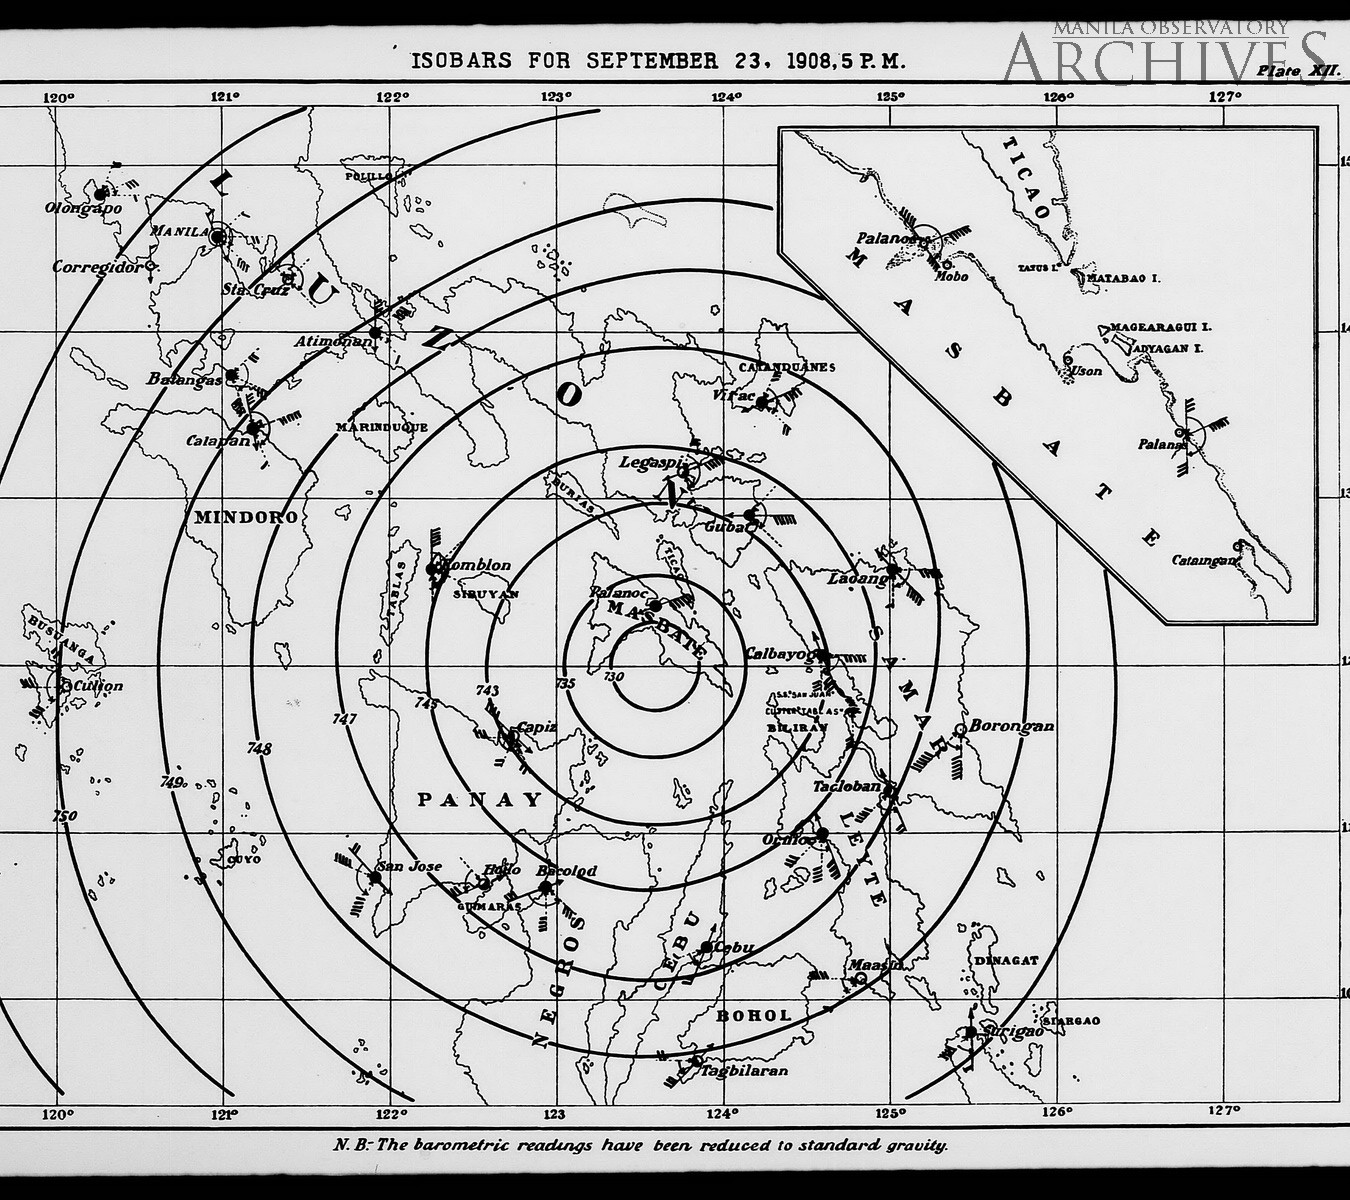 MANILA OBSERVATORY
ARCHIVES
ISOBARS FOR SEPTEMBER 23, 1908, 5 P.M.
Plate XII.
120° 121° 122° 123° 124° 125° 126° 127°
LUZON
POLILLO
Olongapo
MANILA
Corregidor
Sta. Cruz
Atimonan
Batangas
Calapan
MARINDUQUE
CATANDUANES
Virac
Legaspi
MINDORO
BURIAS
Gubat
Romblon
TABLAS
SIBUYAN
TICAO
Palanoc
MASBATE
Laoang
BUSUANGA
Culion
Calbayog
SAMAR
S.S. "SAN JUAN"
BILIRAN
Borongan
730
735
743
745
747
748
749
750
Capiz
PANAY
Tacloban
Ormoc
LEYTE
CUYO
San Jose
Iloilo
Bacolod
GUIMARAS
NEGROS
CEBU
Cebu
Maasin
DINAGAT
BOHOL
SIARGAO
Surigao
Tagbilaran
TICAO
Palanoc
Mobo
MASBATE
MATABAO I.
MAGEARAGUI I.
ADYAGAN I.
Uson
Palanas
Cataingan
120° 121° 122° 123 124° 125° 126° 127°
N.B:- The barometric readings have been reduced to standard gravity.